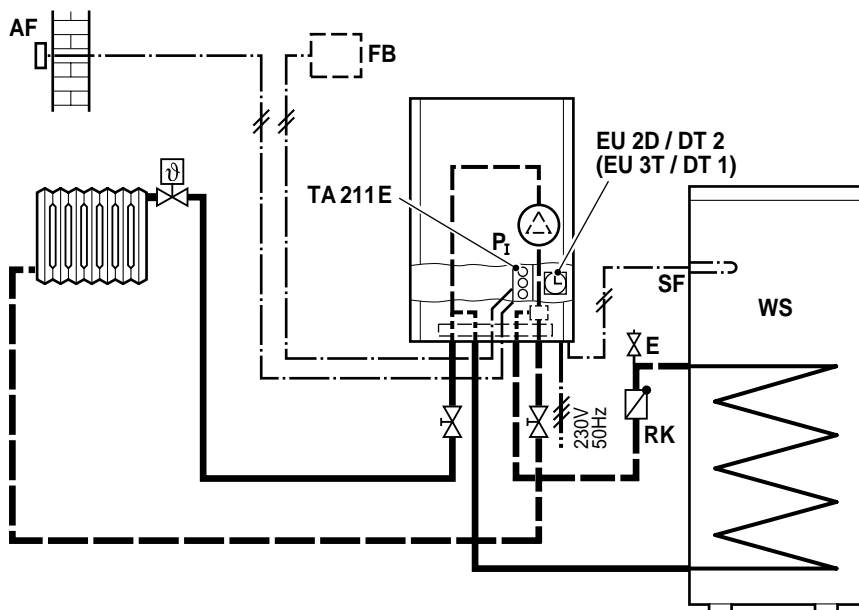 AF
FB
EU 2D / DT 2
(EU 3T / DT 1)
TA 211 E
ϑ
PI
SF
WS
E
RK
230V
50Hz